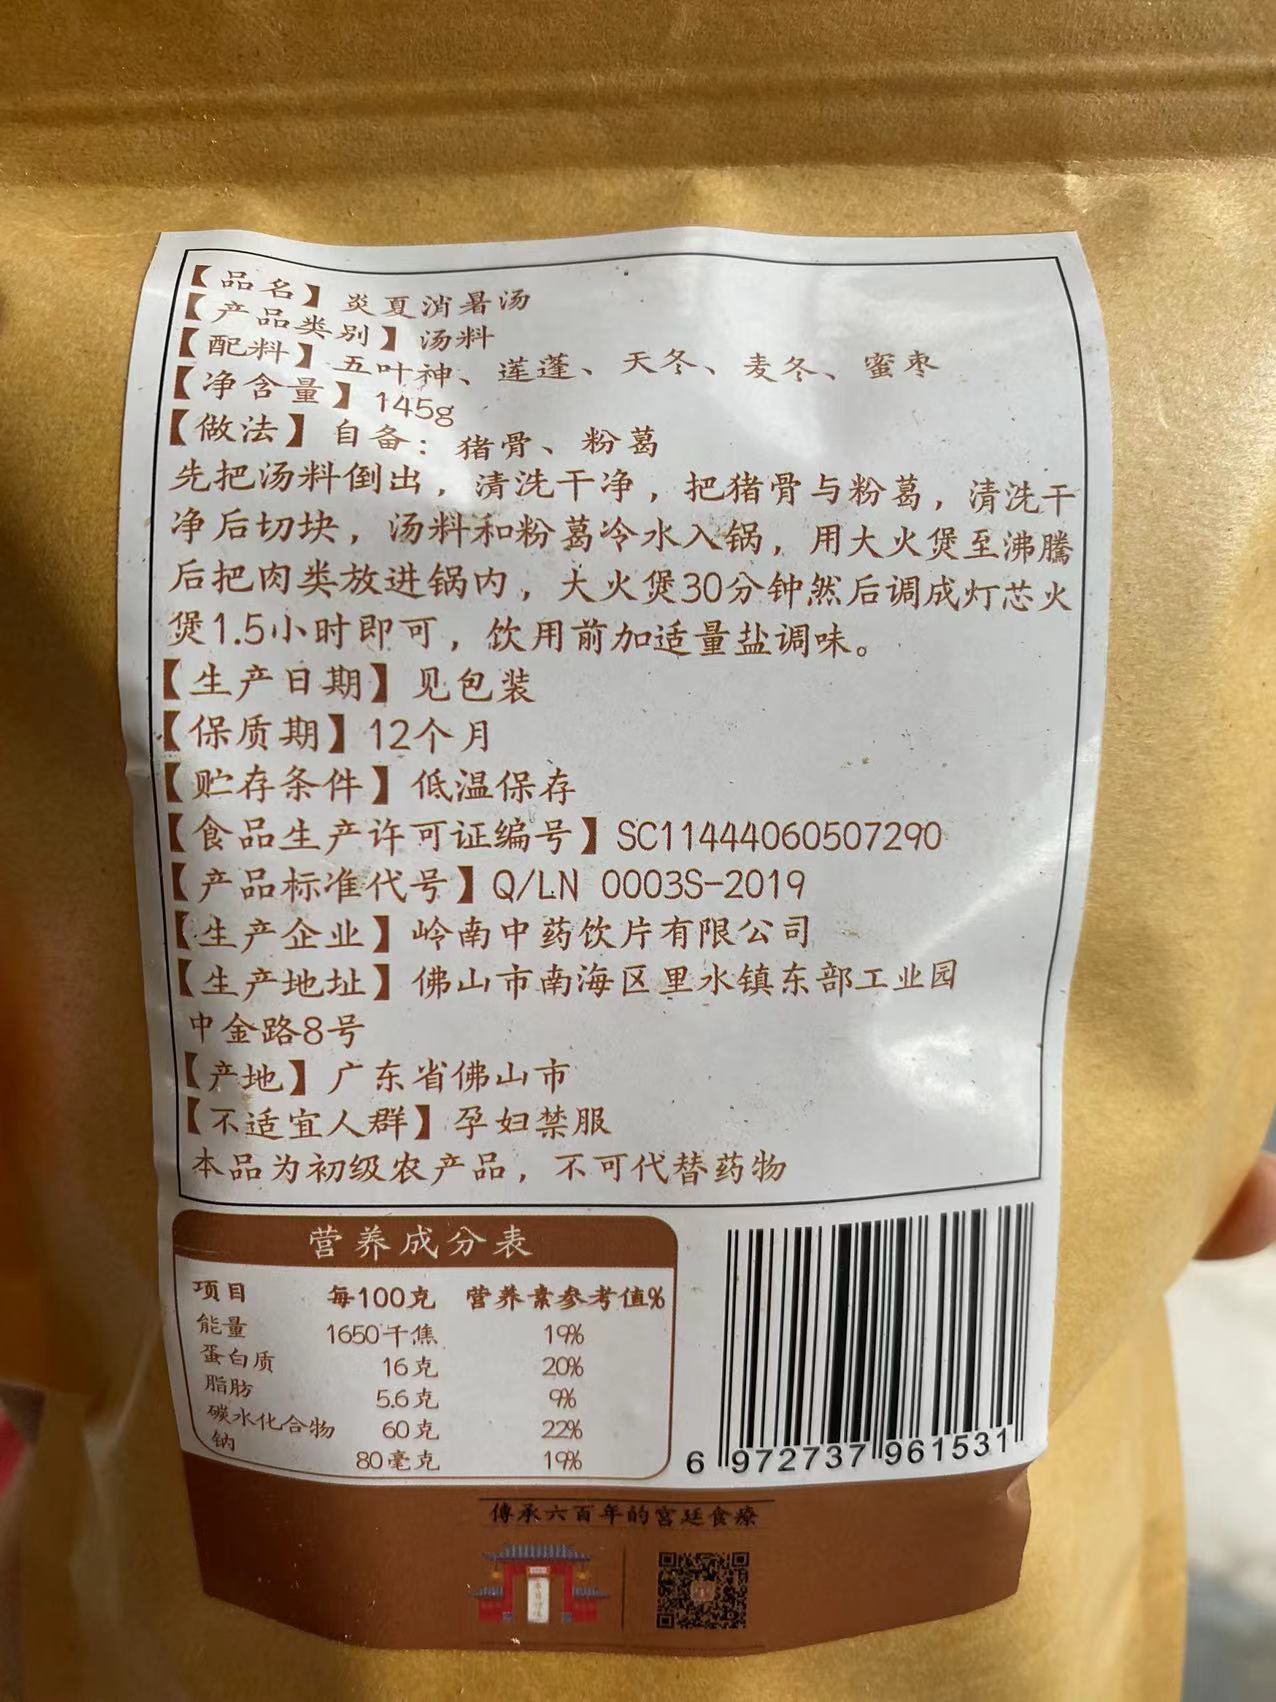 【品名】炎夏消暑汤
【产品类别】汤料
【配料】五叶神、莲蓬、天冬、麦冬、蜜枣
【净含量】145g
【做法】自备：猪骨、粉葛
先把汤料倒出，清洗干净，把猪骨与粉葛，清洗干
净后切块，汤料和粉葛冷水入锅，用大火煲至沸騰
后把肉类放进锅内，大火煲30分钟然后调成灯芯火
煲1.5小时即可，饮用前加适量盐调味。
【生产日期】见包装
【保质期】12个月
【贮存条件】低温保存
【食品生产许可证编号】SC11444060507290
【产品标准代号】Q/LN 0003S-2019
【生产企业】岭南中药饮片有限公司
【生产地址】佛山市南海区里水镇东部工业园
中金路8号
【产地】广东省佛山市
【不适宜人群】孕妇禁服
本品为初级农产品，不可代替药物
营养成分表
项目 每100克 营养素参考值%
能量 1650千焦 19%
蛋白质 16克 20%
脂肪 5.6克 9%
碳水化合物 60克 22%
钠 80毫克 19%
6 972737 961531
傳承六百年的宫廷食療